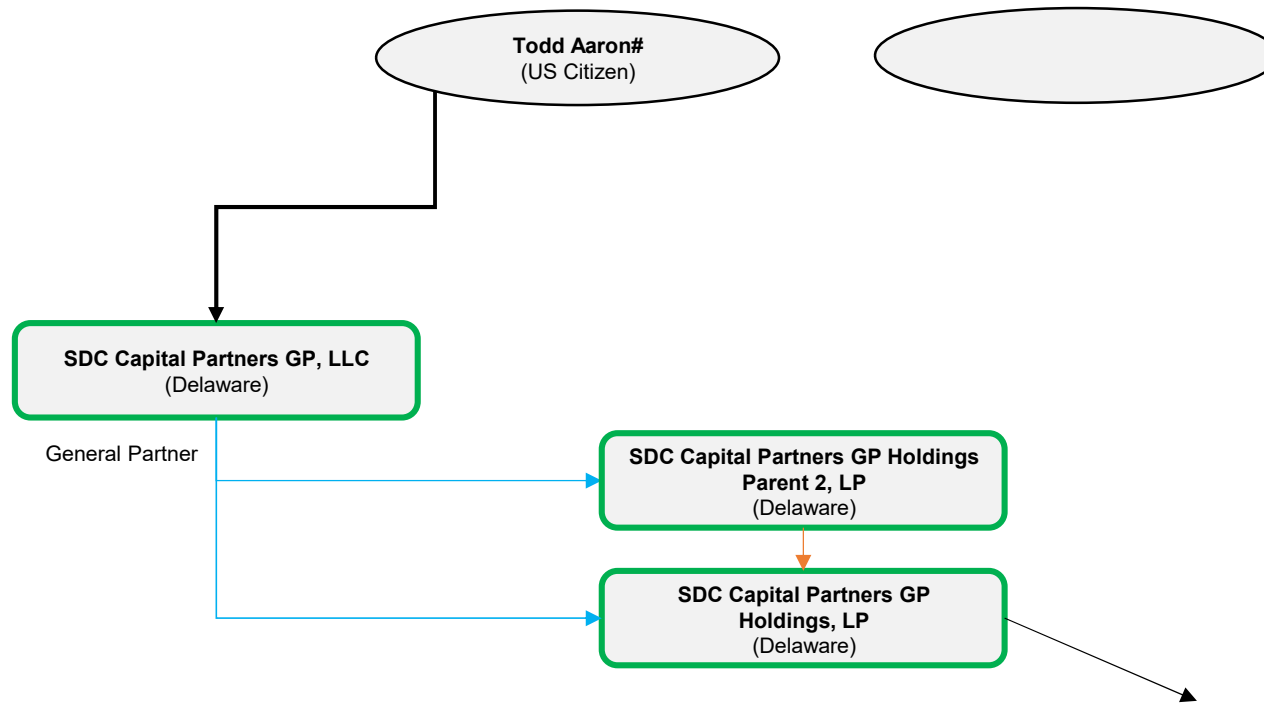 Todd Aaron#
(US Citizen)
SDC Capital Partners GP, LLC
(Delaware)
General Partner
SDC Capital Partners GP Holdings
Parent 2, LP
(Delaware)
SDC Capital Partners GP
Holdings, LP
(Delaware)